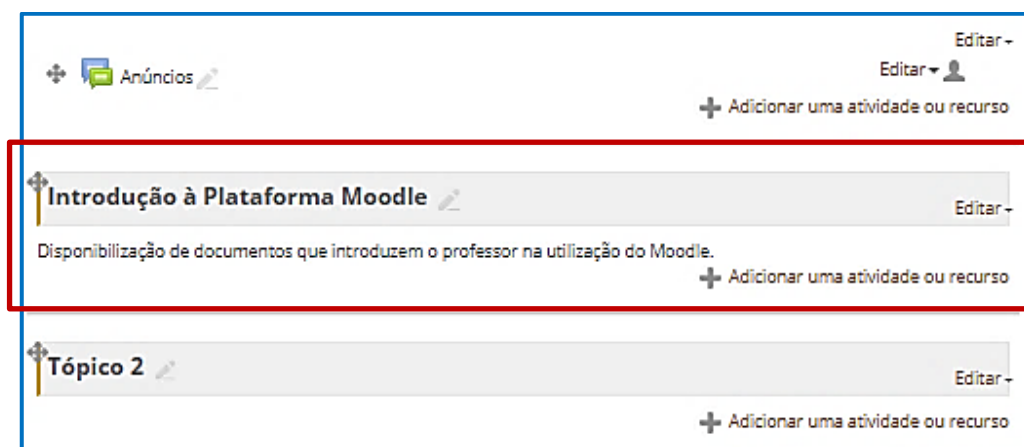 Editar
Anúncios
Editar
Adicionar uma atividade ou recurso
Introdução à Plataforma Moodle
Editar
Disponibilização de documentos que introduzem o professor na utilização do Moodle.
Adicionar uma atividade ou recurso
Tópico 2
Editar
Adicionar uma atividade ou recurso